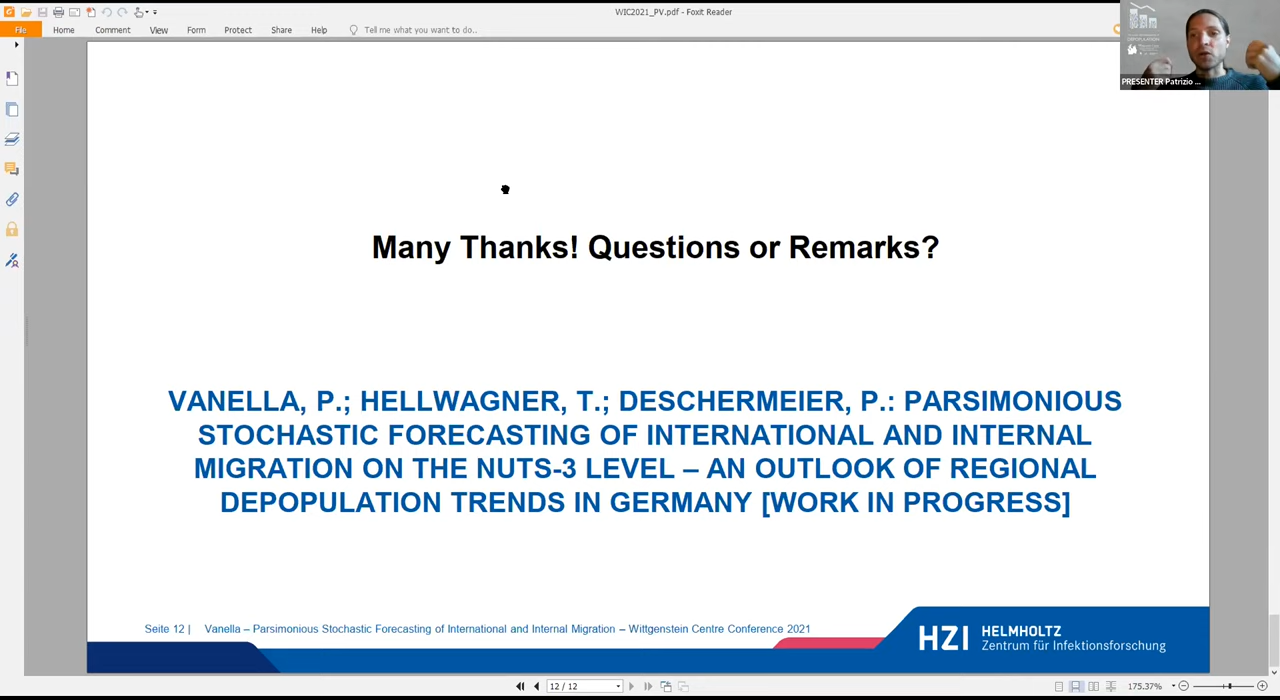 WIC2021_PV.pdf - Foxit Reader
File Home Comment View Form Protect Share Help Tell me what you want to do..
DEPOPULATION
PRESENTER Patrizio ...
Many Thanks! Questions or Remarks?
VANELLA, P.; HELLWAGNER, T.; DESCHERMEIER, P.: PARSIMONIOUS
STOCHASTIC FORECASTING OF INTERNATIONAL AND INTERNAL
MIGRATION ON THE NUTS-3 LEVEL – AN OUTLOOK OF REGIONAL
DEPOPULATION TRENDS IN GERMANY [WORK IN PROGRESS]
Seite 12 | Vanella – Parsimonious Stochastic Forecasting of International and Internal Migration – Wittgenstein Centre Conference 2021
HZI HELMHOLTZ
Zentrum für Infektionsforschung
12 / 12
175.37%